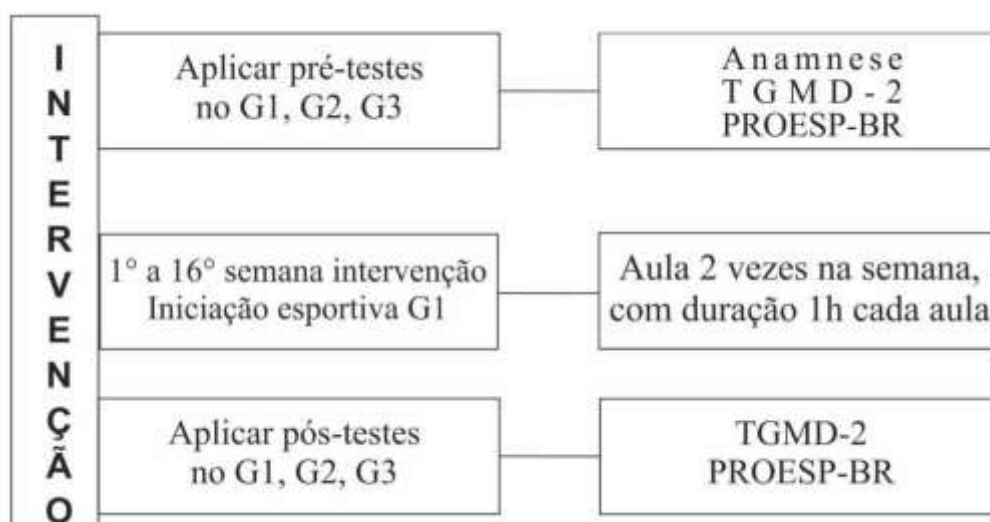 INTERVENÇÃO
Aplicar pré-testes
no G1, G2, G3
Anamnese
TGMD-2
PROESP-BR
1° a 16° semana intervenção
Iniciação esportiva G1
Aula 2 vezes na semana,
com duração 1h cada aula
Aplicar pós-testes
no G1, G2, G3
TGMD-2
PROESP-BR